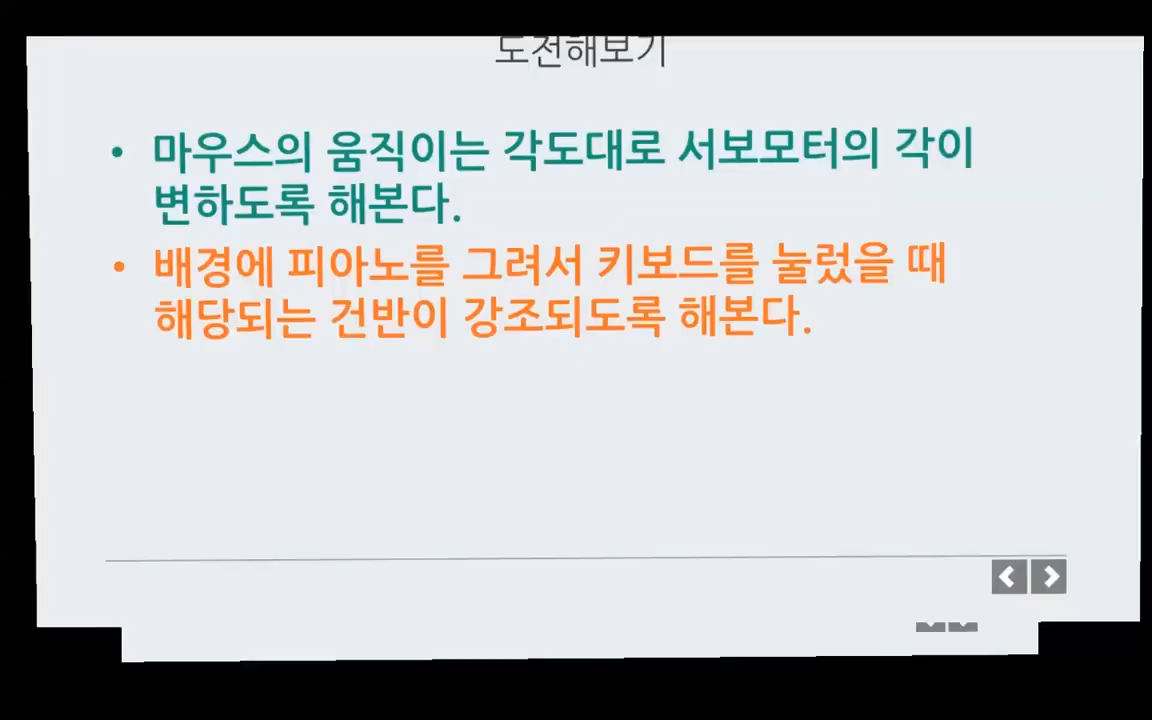 도전해보기
• 마우스의 움직이는 각도대로 서보모터의 각이
변하도록 해본다.
• 배경에 피아노를 그려서 키보드를 눌렀을 때
해당되는 건반이 강조되도록 해본다.